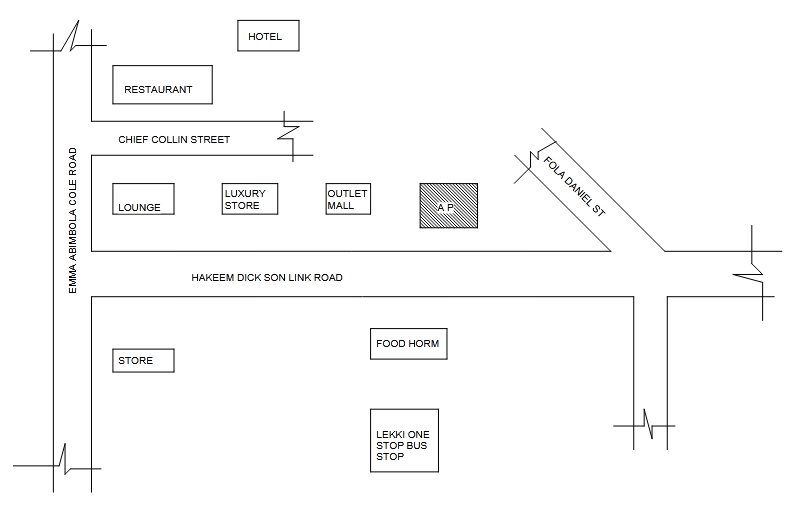 HOTEL
RESTAURANT
CHIEF COLLIN STREET
EMMA ABIMBOLA COLE ROAD
FOLA DANIEL ST
LOUNGE
LUXURY
STORE
OUTLET
MALL
A P
HAKEEM DICK SON LINK ROAD
STORE
FOOD HORM
LEKKI ONE
STOP BUS
STOP